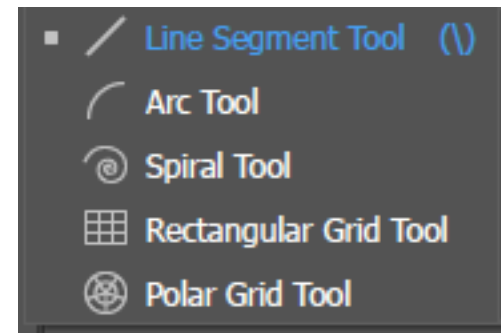 Line Segment Tool (\)
Arc Tool
Spiral Tool
Rectangular Grid Tool
Polar Grid Tool